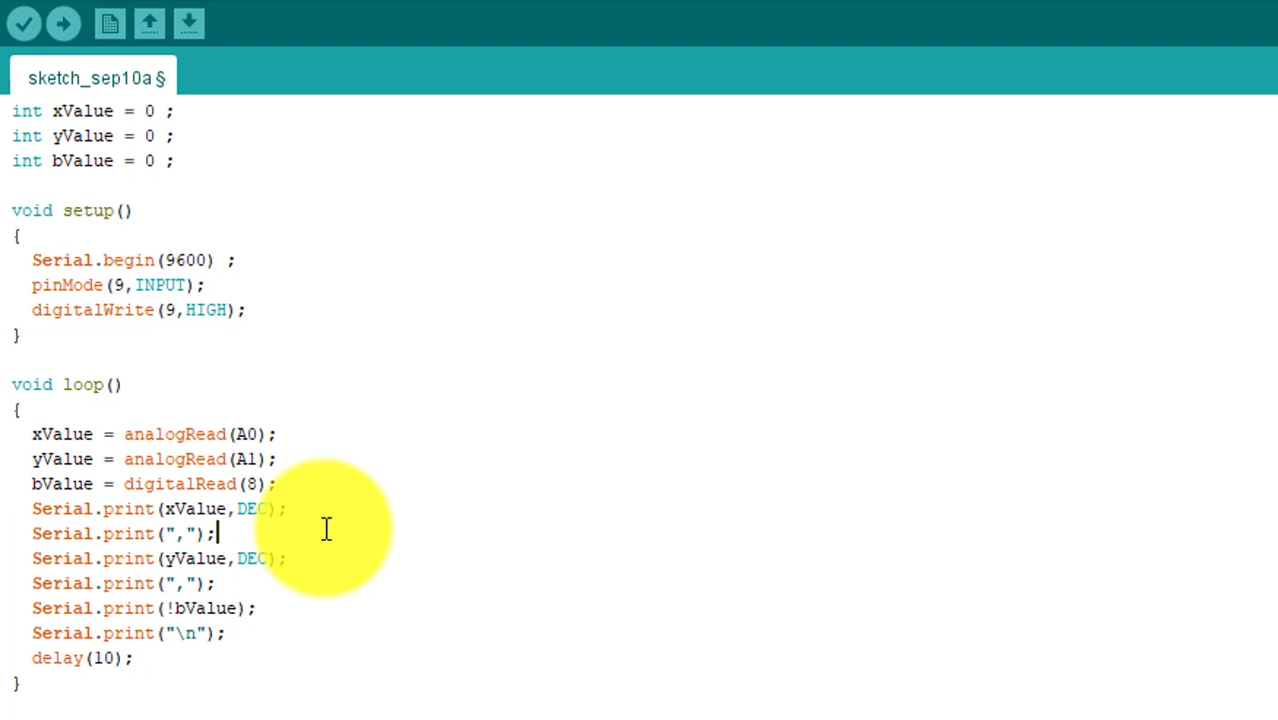 sketch_sep10a §
int xValue = 0 ;
int yValue = 0 ;
int bValue = 0 ;
void setup()
{
Serial.begin(9600) ;
pinMode(9,INPUT);
digitalWrite(9,HIGH);
}
void loop()
{
xValue = analogRead(A0);
yValue = analogRead(A1);
bValue = digitalRead(8);
Serial.print(xValue,DEC);
Serial.print(",");
Serial.print(yValue,DEC);
Serial.print(",");
Serial.print(!bValue);
Serial.print("\n");
delay(10);
}